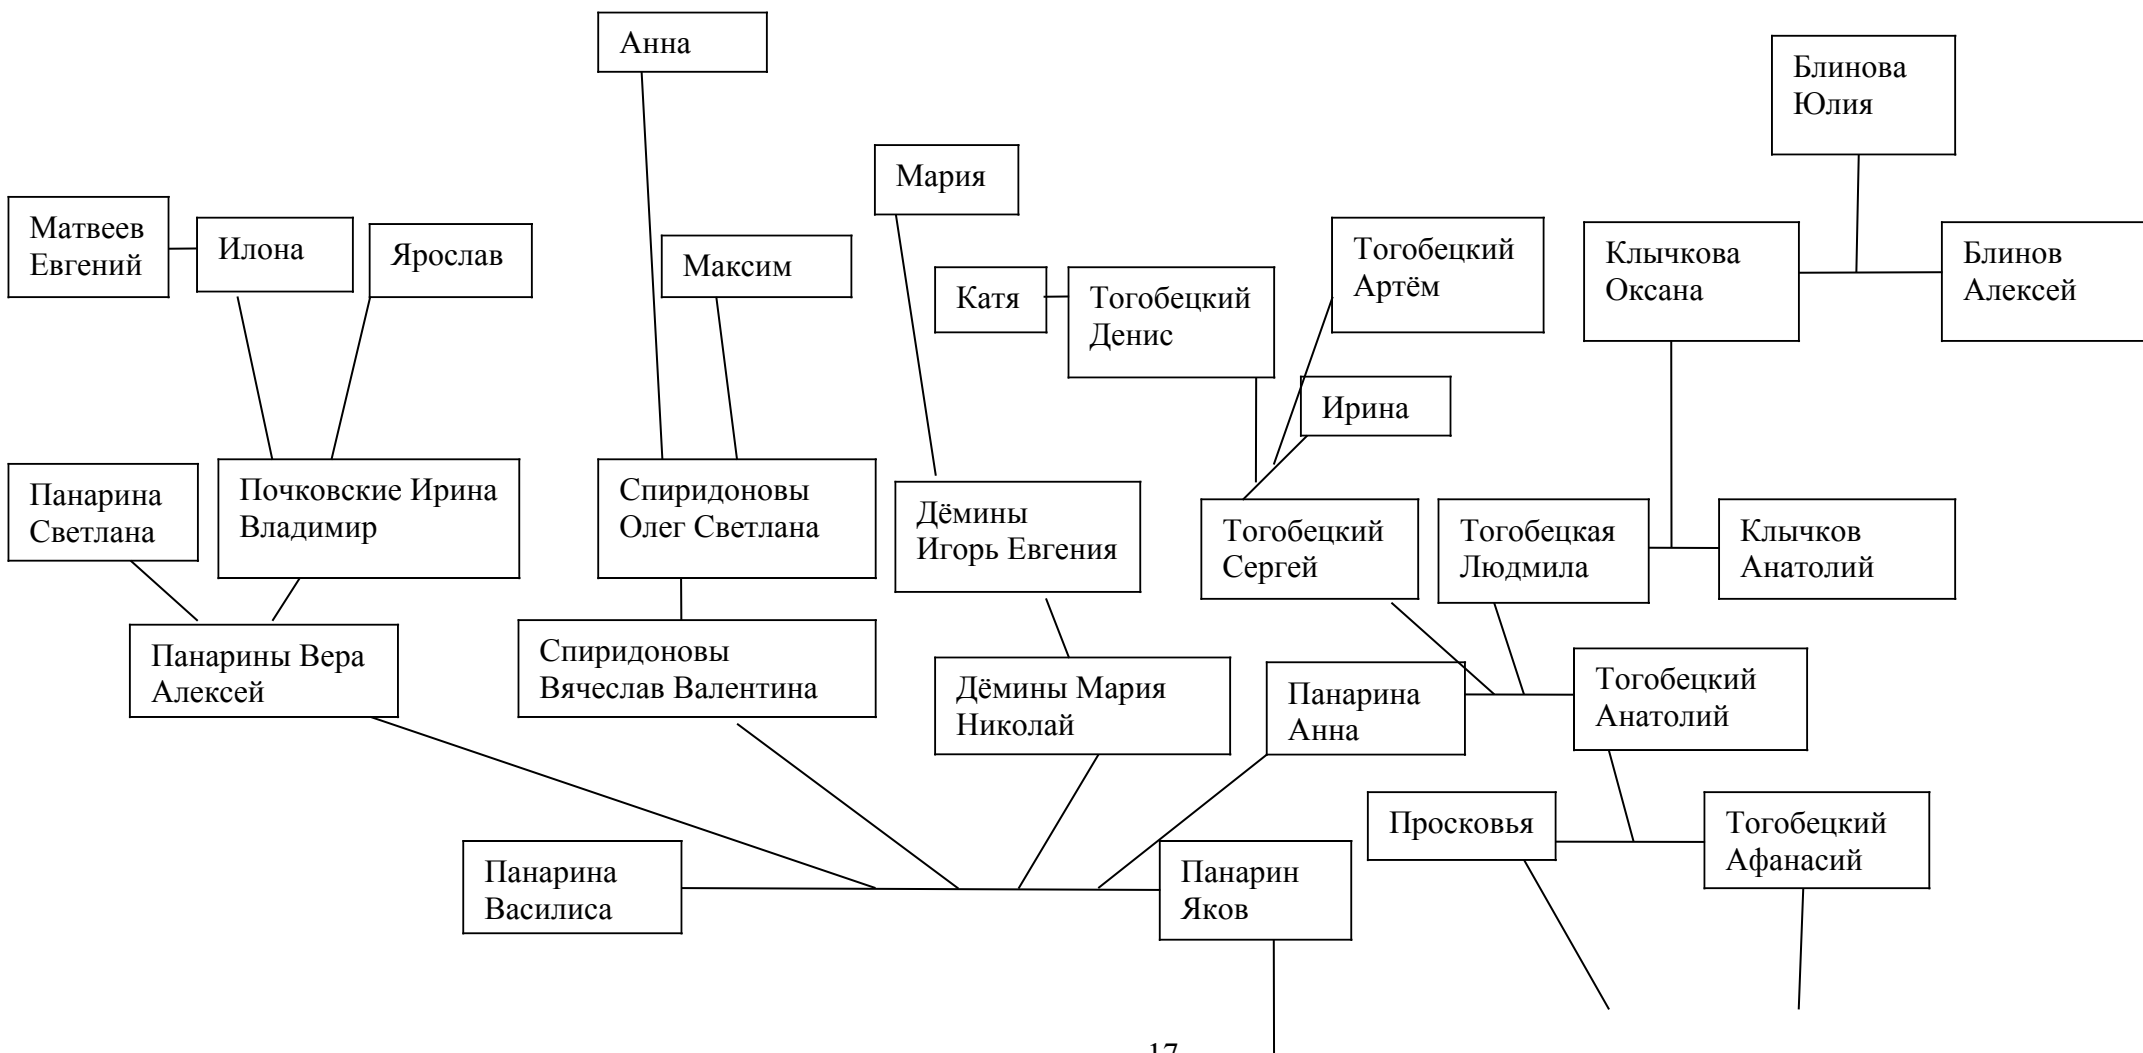 Анна
Блинова
Юлия
Мария
Матвеев
Евгений
Илона
Ярослав
Максим
Катя
Тогобецкий
Денис
Тогобецкий
Артём
Клычкова
Оксана
Блинов
Алексей
Ирина
Панарина
Светлана
Почковские Ирина
Владимир
Спиридоновы
Олег Светлана
Дёмины
Игорь Евгения
Тогобецкий
Сергей
Тогобецкая
Людмила
Клычков
Анатолий
Панарины Вера
Алексей
Спиридоновы
Вячеслав Валентина
Дёмины Мария
Николай
Панарина
Анна
Тогобецкий
Анатолий
Просковья
Тогобецкий
Афанасий
Панарина
Василиса
Панарин
Яков
17